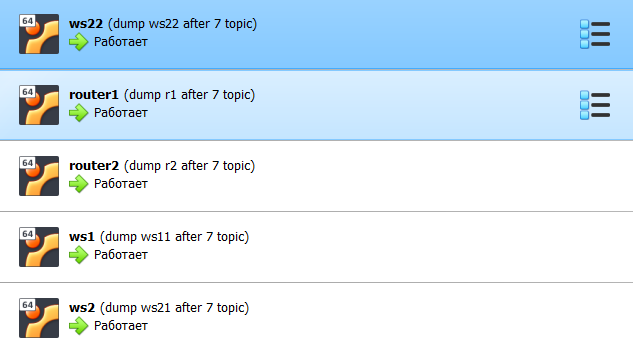 64
ws22 (dump ws22 after 7 topic)
Работает
64
router1 (dump r1 after 7 topic)
Работает
64
router2 (dump r2 after 7 topic)
Работает
64
ws1 (dump ws11 after 7 topic)
Работает
64
ws2 (dump ws21 after 7 topic)
Работает